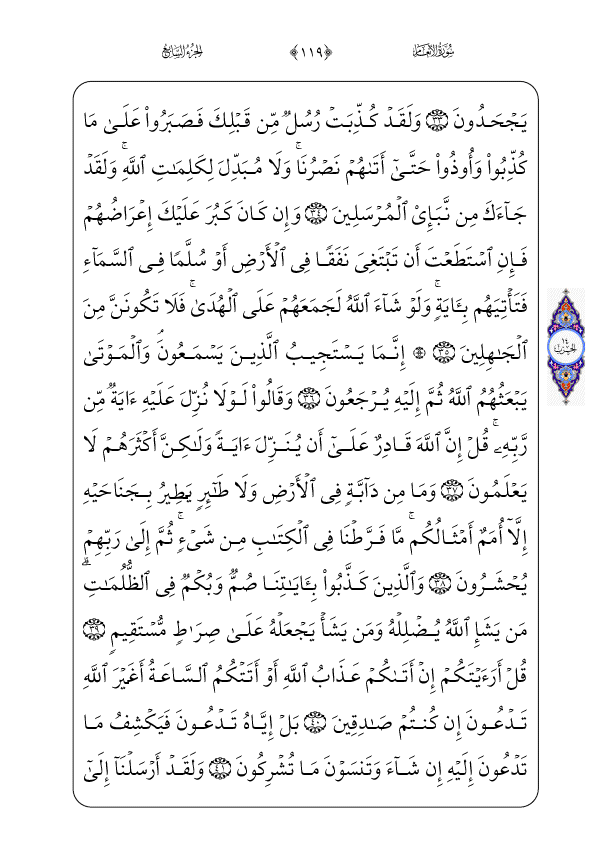 سُورَةُ الأَنْعَامِ ﴿١١٩﴾ الجُزْءُ السَّابِعُ
يَجۡحَدُونَ ٣٣ وَلَقَدۡ كُذِّبَتۡ رُسُلٞ مِّن قَبۡلِكَ فَصَبَرُواْ عَلَىٰ مَا
كُذِّبُواْ وَأُوذُواْ حَتَّىٰٓ أَتَىٰهُمۡ نَصۡرُنَاۚ وَلَا مُبَدِّلَ لِكَلِمَٰتِ ٱللَّهِۚ وَلَقَدۡ
جَآءَكَ مِن نَّبَإِيْ ٱلۡمُرۡسَلِينَ ٣٤ وَإِن كَانَ كَبُرَ عَلَيۡكَ إِعۡرَاضُهُمۡ
فَإِنِ ٱسۡتَطَعۡتَ أَن تَبۡتَغِيَ نَفَقٗا فِي ٱلۡأَرۡضِ أَوۡ سُلَّمٗا فِي ٱلسَّمَآءِ
فَتَأۡتِيَهُم بِـَٔايَةٖۚ وَلَوۡ شَآءَ ٱللَّهُ لَجَمَعَهُمۡ عَلَى ٱلۡهُدَىٰۚ فَلَا تَكُونَنَّ مِنَ
ٱلۡجَٰهِلِينَ ٣٥ ۞ إِنَّمَا يَسۡتَجِيبُ ٱلَّذِينَ يَسۡمَعُونَۘ وَٱلۡمَوۡتَىٰ
يَبۡعَثُهُمُ ٱللَّهُ ثُمَّ إِلَيۡهِ يُرۡجَعُونَ ٣٦ وَقَالُواْ لَوۡلَا نُزِّلَ عَلَيۡهِ ءَايَةٞ مِّن
رَّبِّهِۦۚ قُلۡ إِنَّ ٱللَّهَ قَادِرٌ عَلَىٰٓ أَن يُنَزِّلَ ءَايَةٗ وَلَٰكِنَّ أَكۡثَرَهُمۡ لَا
يَعۡلَمُونَ ٣٧ وَمَا مِن دَآبَّةٖ فِي ٱلۡأَرۡضِ وَلَا طَٰٓئِرٖ يَطِيرُ بِجَنَاحَيۡهِ
إِلَّآ أُمَمٌ أَمۡثَالُكُمۚ مَّا فَرَّطۡنَا فِي ٱلۡكِتَٰبِ مِن شَيۡءٖۚ ثُمَّ إِلَىٰ رَبِّهِمۡ
يُحۡشَرُونَ ٣٨ وَٱلَّذِينَ كَذَّبُواْ بِـَٔايَٰتِنَا صُمّٞ وَبُكۡمٞ فِي ٱلظُّلُمَٰتِۗ
مَن يَشَإِ ٱللَّهُ يُضۡلِلۡهُ وَمَن يَشَأۡ يَجۡعَلۡهُ عَلَىٰ صِرَٰطٖ مُّسۡتَقِيمٖ ٣٩
قُلۡ أَرَءَيۡتَكُمۡ إِنۡ أَتَىٰكُمۡ عَذَابُ ٱللَّهِ أَوۡ أَتَتۡكُمُ ٱلسَّاعَةُ أَغَيۡرَ ٱللَّهِ
تَدۡعُونَ إِن كُنتُمۡ صَٰدِقِينَ ٤٠ بَلۡ إِيَّاهُ تَدۡعُونَ فَيَكۡشِفُ مَا
تَدۡعُونَ إِلَيۡهِ إِن شَآءَ وَتَنسَوۡنَ مَا تُشۡرِكُونَ ٤١ وَلَقَدۡ أَرۡسَلۡنَآ إِلَىٰٓ
١٤
الحِزْب